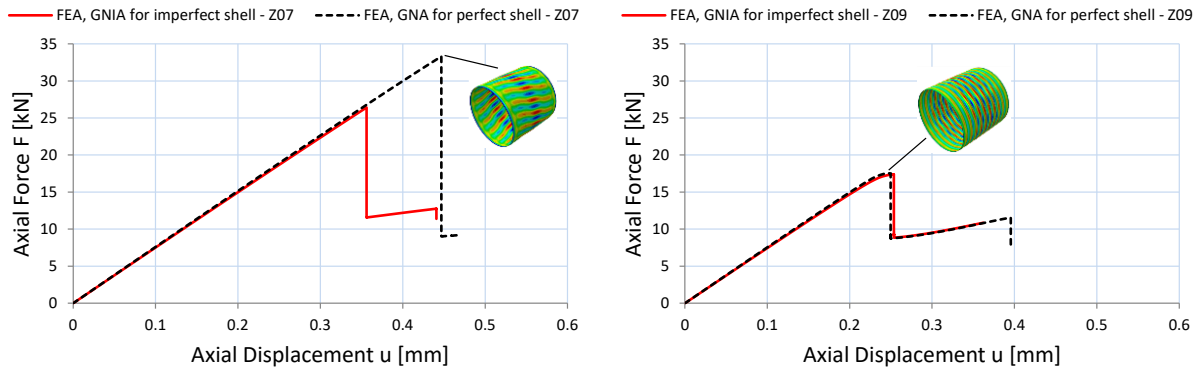 FEA, GNIA for imperfect shell - Z07 FEA, GNA for perfect shell - Z07
35
30
25
20
15
10
5
0
Axial Force F [kN]
0 0.1 0.2 0.3 0.4 0.5 0.6
Axial Displacement u [mm]
FEA, GNIA for imperfect shell - Z09 FEA, GNA for perfect shell - Z09
35
30
25
20
15
10
5
0
Axial Force F [kN]
0 0.1 0.2 0.3 0.4 0.5 0.6
Axial Displacement u [mm]